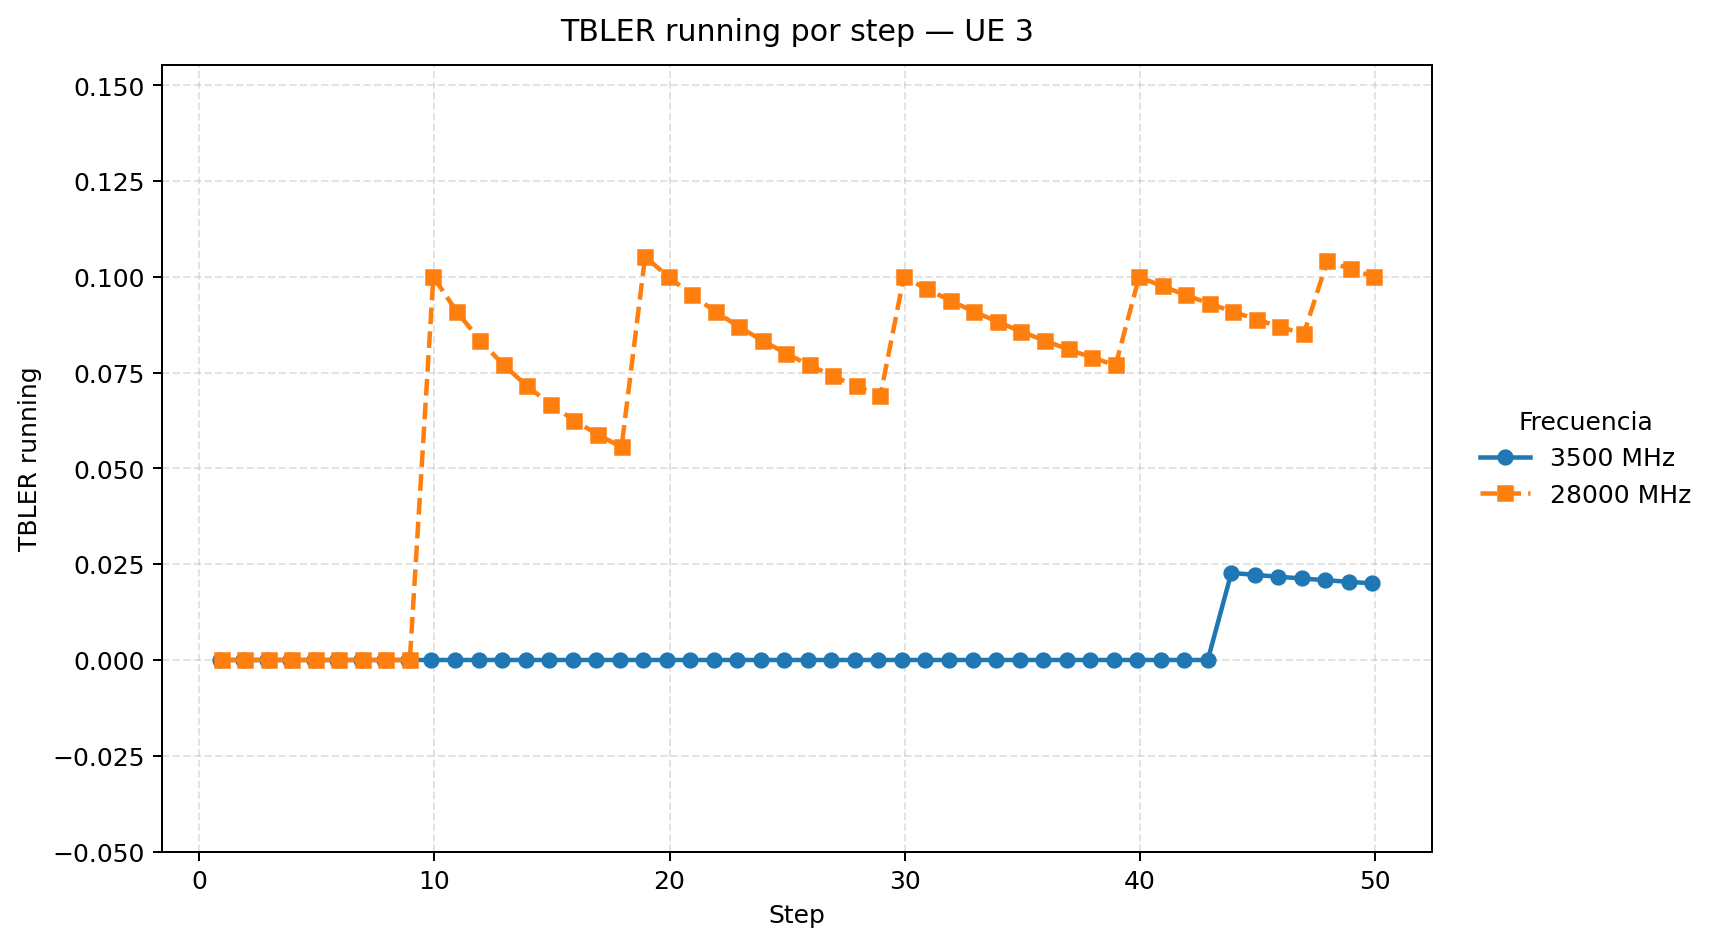 TBLER running por step — UE 3
TBLER running
0.150
0.125
0.100
0.075
0.050
0.025
0.000
−0.025
−0.050
0 10 20 30 40 50
Step
Frecuencia
3500 MHz
28000 MHz